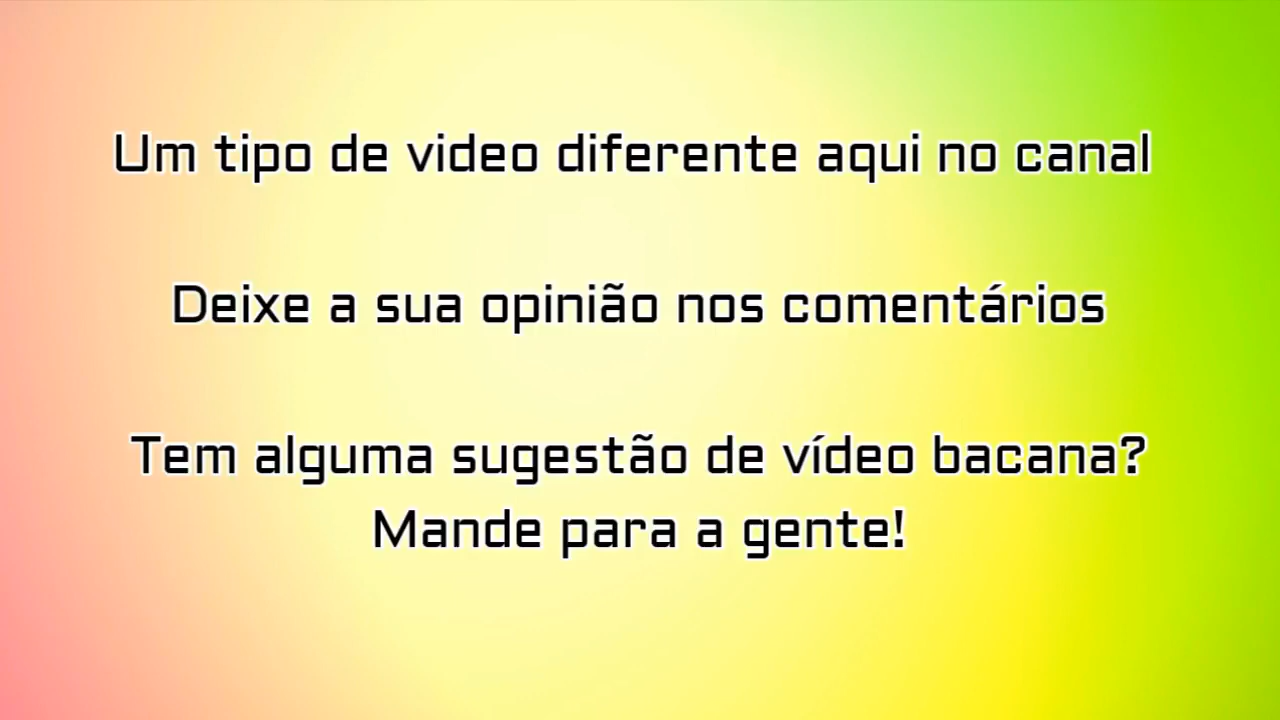 Um tipo de video diferente aqui no canal
Deixe a sua opinião nos comentários
Tem alguma sugestão de vídeo bacana?
Mande para a gente!